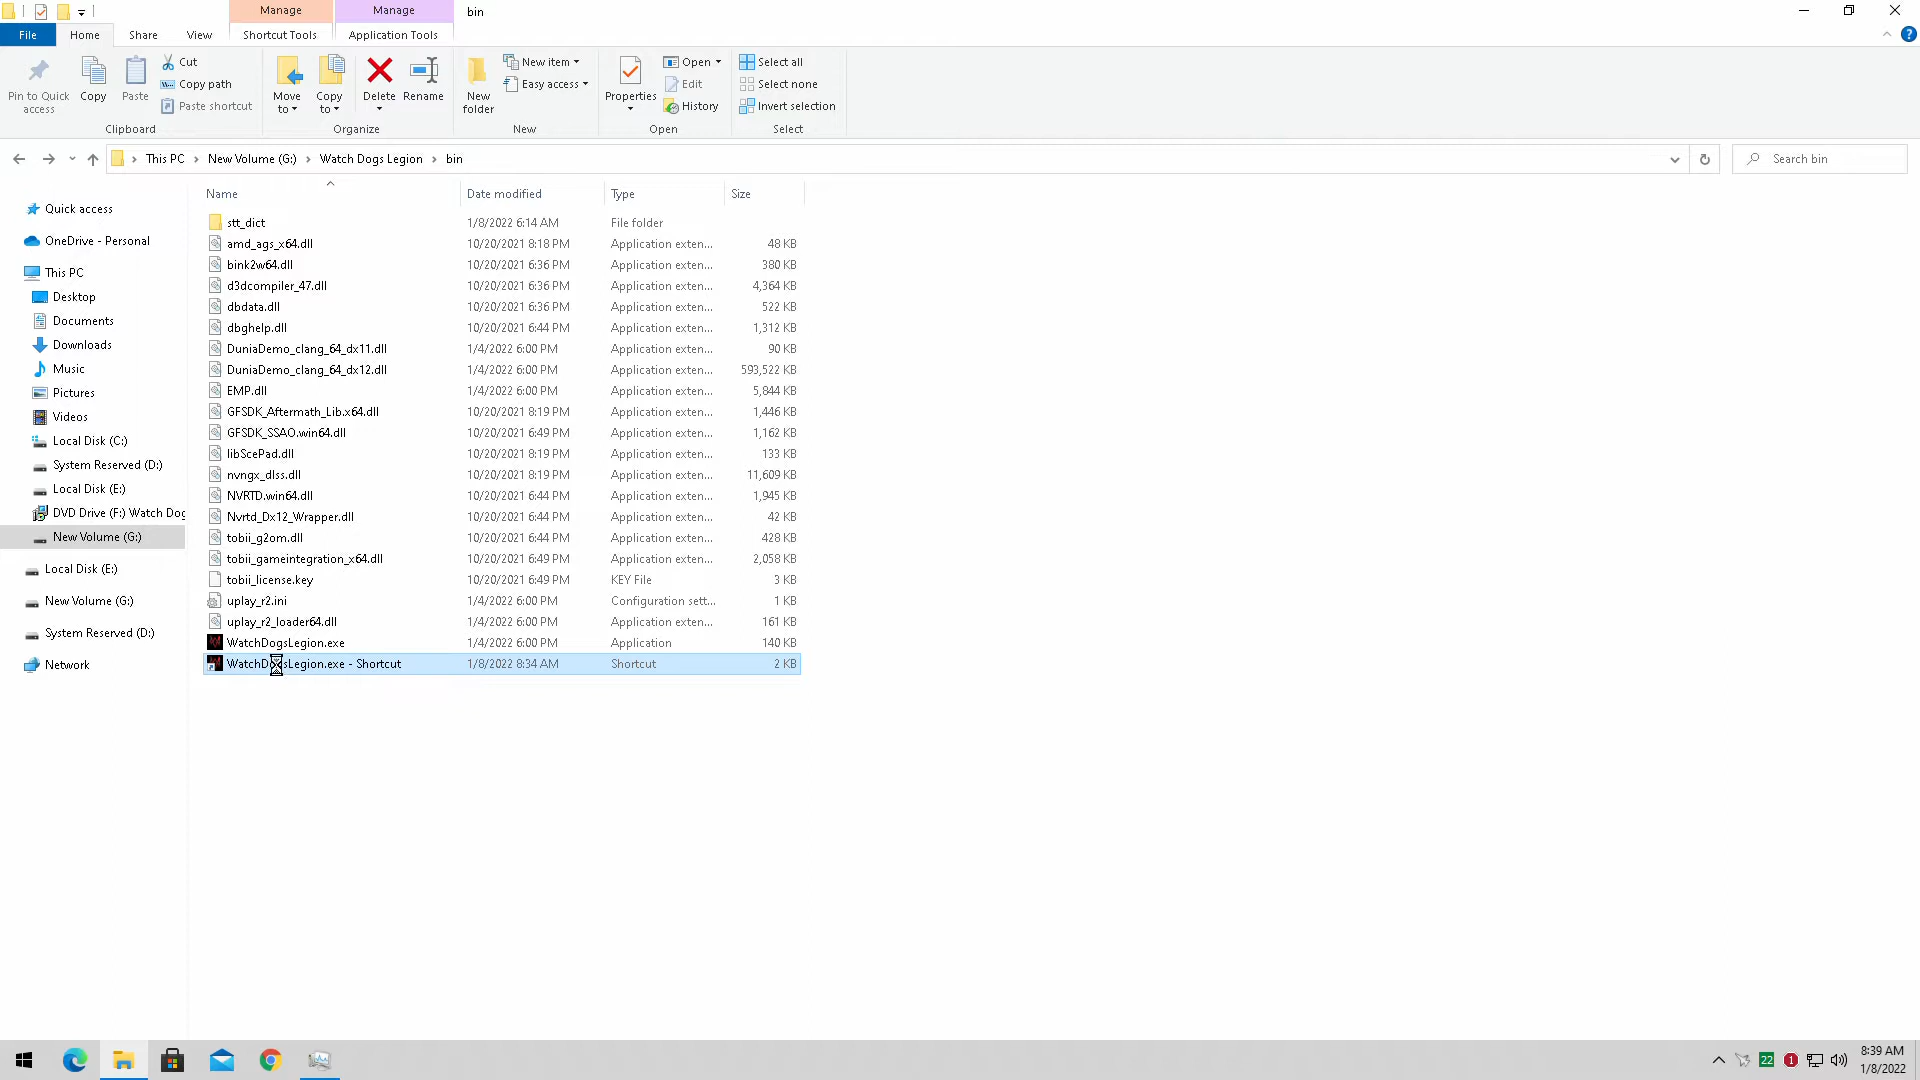 Manage Manage bin
File Home Share View Shortcut Tools Application Tools
Pin to Quick access
Copy
Paste
Cut
Copy path
Paste shortcut
Clipboard
Move to
Copy to
Delete
Rename
Organize
New folder
New item
Easy access
New
Properties
Open
Edit
History
Open
Select all
Select none
Invert selection
Select
This PC › New Volume (G:) › Watch Dogs Legion › bin
Search bin
Quick access
OneDrive - Personal
This PC
Desktop
Documents
Downloads
Music
Pictures
Videos
Local Disk (C:)
System Reserved (D:)
Local Disk (E:)
DVD Drive (F:) Watch Dog
New Volume (G:)
Local Disk (E:)
New Volume (G:)
System Reserved (D:)
Network
Name Date modified Type Size
stt_dict 1/8/2022 6:14 AM File folder
amd_ags_x64.dll 10/20/2021 8:18 PM Application exten... 48 KB
bink2w64.dll 10/20/2021 6:36 PM Application exten... 380 KB
d3dcompiler_47.dll 10/20/2021 6:36 PM Application exten... 4,364 KB
dbdata.dll 10/20/2021 6:36 PM Application exten... 522 KB
dbghelp.dll 10/20/2021 6:44 PM Application exten... 1,312 KB
DuniaDemo_clang_64_dx11.dll 1/4/2022 6:00 PM Application exten... 90 KB
DuniaDemo_clang_64_dx12.dll 1/4/2022 6:00 PM Application exten... 593,522 KB
EMP.dll 1/4/2022 6:00 PM Application exten... 5,844 KB
GFSDK_Aftermath_Lib.x64.dll 10/20/2021 8:19 PM Application exten... 1,446 KB
GFSDK_SSAO.win64.dll 10/20/2021 6:49 PM Application exten... 1,162 KB
libScePad.dll 10/20/2021 8:19 PM Application exten... 133 KB
nvngx_dlss.dll 10/20/2021 8:19 PM Application exten... 11,609 KB
NVRTD.win64.dll 10/20/2021 6:44 PM Application exten... 1,945 KB
Nvrtd_Dx12_Wrapper.dll 10/20/2021 6:44 PM Application exten... 42 KB
tobii_g2om.dll 10/20/2021 6:44 PM Application exten... 428 KB
tobii_gameintegration_x64.dll 10/20/2021 6:49 PM Application exten... 2,058 KB
tobii_license.key 10/20/2021 6:49 PM KEY File 3 KB
uplay_r2.ini 1/4/2022 6:00 PM Configuration sett... 1 KB
uplay_r2_loader64.dll 1/4/2022 6:00 PM Application exten... 161 KB
WatchDogsLegion.exe 1/4/2022 6:00 PM Application 140 KB
WatchDogsLegion.exe - Shortcut 1/8/2022 8:34 AM Shortcut 2 KB
22 1
8:39 AM
1/8/2022